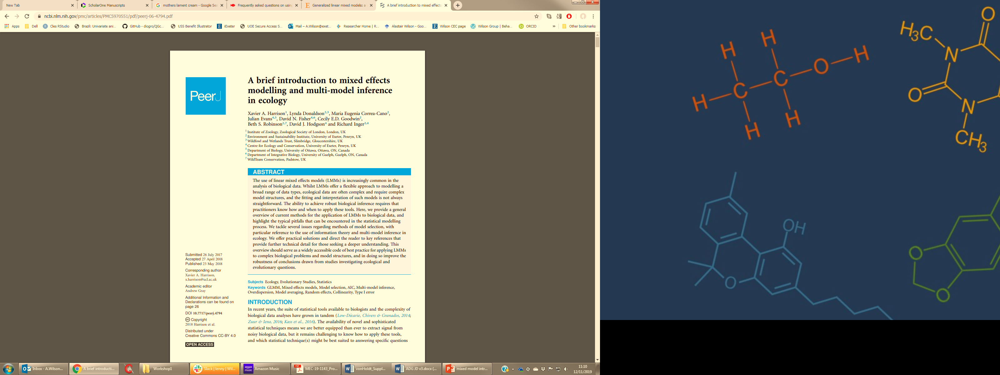 New Tab
ScholarOne Manuscripts
mothers lament cream - Google Sea
Frequently asked questions on using
Generalized linear mixed models: a
A brief introduction to mixed effects
ncbi.nlm.nih.gov/pmc/articles/PMC5970551/pdf/peerj-06-4794.pdf
Apps
Dell
Cles RStudio
Brazil: Univariate ani...
GitHub - diogro/QGc...
USS Benefit Illustrator
iExeter
UOE Secure Access S...
Mail – A.Wilson@exet...
Researcher Home | R...
Alastair Wilson - Goo...
Wilson CEC page
Wilson Group | Beha...
ORCID
»
Other bookmarks
PeerJ
A brief introduction to mixed effects
modelling and multi-model inference
in ecology
Xavier A. Harrison1, Lynda Donaldson2,3, Maria Eugenia Correa-Cano2,
Julian Evans4,5, David N. Fisher4,6, Cecily E.D. Goodwin2,
Beth S. Robinson2,7, David J. Hodgson4 and Richard Inger2,4
1 Institute of Zoology, Zoological Society of London, London, UK
2 Environment and Sustainability Institute, University of Exeter, Penryn, UK
3 Wildfowl and Wetlands Trust, Slimbridge, Gloucestershire, UK
4 Centre for Ecology and Conservation, University of Exeter, Penryn, UK
5 Department of Biology, University of Ottawa, Ottawa, ON, Canada
6 Department of Integrative Biology, University of Guelph, Guelph, ON, Canada
7 WildTeam Conservation, Padstow, UK
ABSTRACT
The use of linear mixed effects models (LMMs) is increasingly common in the
analysis of biological data. Whilst LMMs offer a flexible approach to modelling a
broad range of data types, ecological data are often complex and require complex
model structures, and the fitting and interpretation of such models is not always
straightforward. The ability to achieve robust biological inference requires that
practitioners know how and when to apply these tools. Here, we provide a general
overview of current methods for the application of LMMs to biological data, and
highlight the typical pitfalls that can be encountered in the statistical modelling
process. We tackle several issues regarding methods of model selection, with
particular reference to the use of information theory and multi-model inference in
ecology. We offer practical solutions and direct the reader to key references that
provide further technical detail for those seeking a deeper understanding. This
overview should serve as a widely accessible code of best practice for applying LMMs
to complex biological problems and model structures, and in doing so improve the
robustness of conclusions drawn from studies investigating ecological and
evolutionary questions.
Submitted 26 July 2017
Accepted 27 April 2018
Published 23 May 2018
Corresponding author
Xavier A. Harrison,
x.harrison@ucl.ac.uk
Academic editor
Andrew Gray
Additional Information and
Declarations can be found on
page 26
DOI 10.7717/peerj.4794
cc Copyright
2018 Harrison et al.
Distributed under
Creative Commons CC-BY 4.0
OPEN ACCESS
Subjects Ecology, Evolutionary Studies, Statistics
Keywords GLMM, Mixed effects models, Model selection, AIC, Multi-model inference,
Overdispersion, Model averaging, Random effects, Collinearity, Type I error
INTRODUCTION
In recent years, the suite of statistical tools available to biologists and the complexity of
biological data analyses have grown in tandem (Low-Décarie, Chivers & Granados, 2014;
Zuur & Ieno, 2016; Kass et al., 2016). The availability of novel and sophisticated
statistical techniques means we are better equipped than ever to extract signal from
noisy biological data, but it remains challenging to know how to apply these tools,
and which statistical technique(s) might be best suited to answering specific questions
Inbox - A.Wilson...
A brief introducti...
Workshop1
Slack | lenny | Wil...
amazon music
Amazon Music
PDF
MEC-19-1143_Pro...
vonHoldt_Suppl...
ADG JD v3.docx (...
mixed model intr...
11:10
12/11/2019
H
H
H
C
C
O
H
H
H
H3C
O
N
O
N
CH3
OH
O
O
O